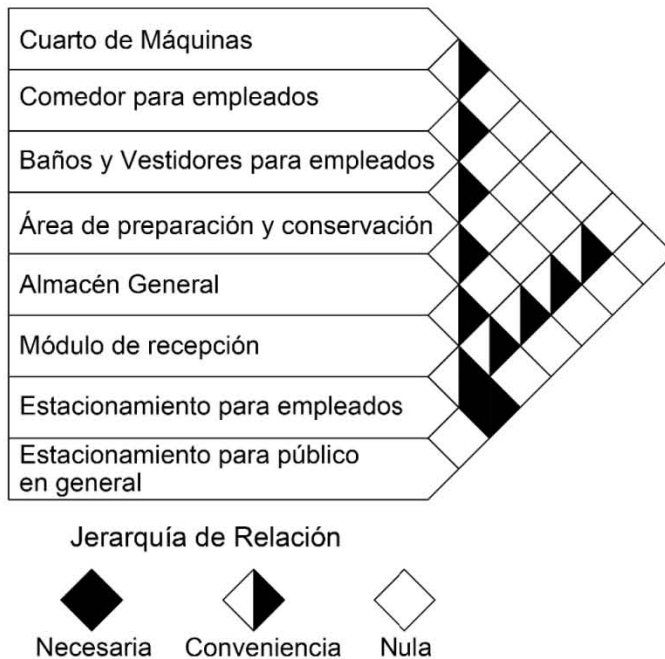 Cuarto de Máquinas
Comedor para empleados
Baños y Vestidores para empleados
Área de preparación y conservación
Almacén General
Módulo de recepción
Estacionamiento para empleados
Estacionamiento para público
en general
Jerarquía de Relación
Necesaria Conveniencia Nula